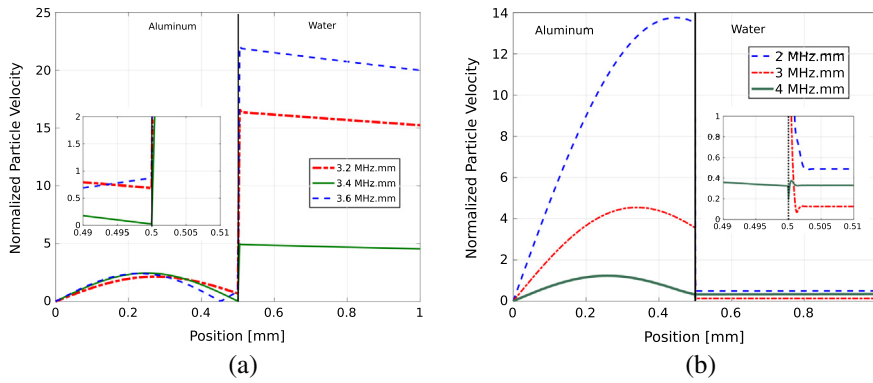 25
20
15
10
5
0
Normalized Particle Velocity
Aluminum
Water
2
1.5
1
0.5
0
0.49
0.495
0.5
0.505
0.51
3.2 MHz.mm
3.4 MHz.mm
3.6 MHz.mm
0
0.2
0.4
0.6
0.8
1
Position [mm]
(a)
14
12
10
8
6
4
2
0
Normalized Particle Velocity
Aluminum
Water
2 MHz.mm
3 MHz.mm
4 MHz.mm
1
0.8
0.6
0.4
0.2
0
0.49
0.495
0.5
0.505
0.51
0
0.2
0.4
0.6
0.8
Position [mm]
(b)